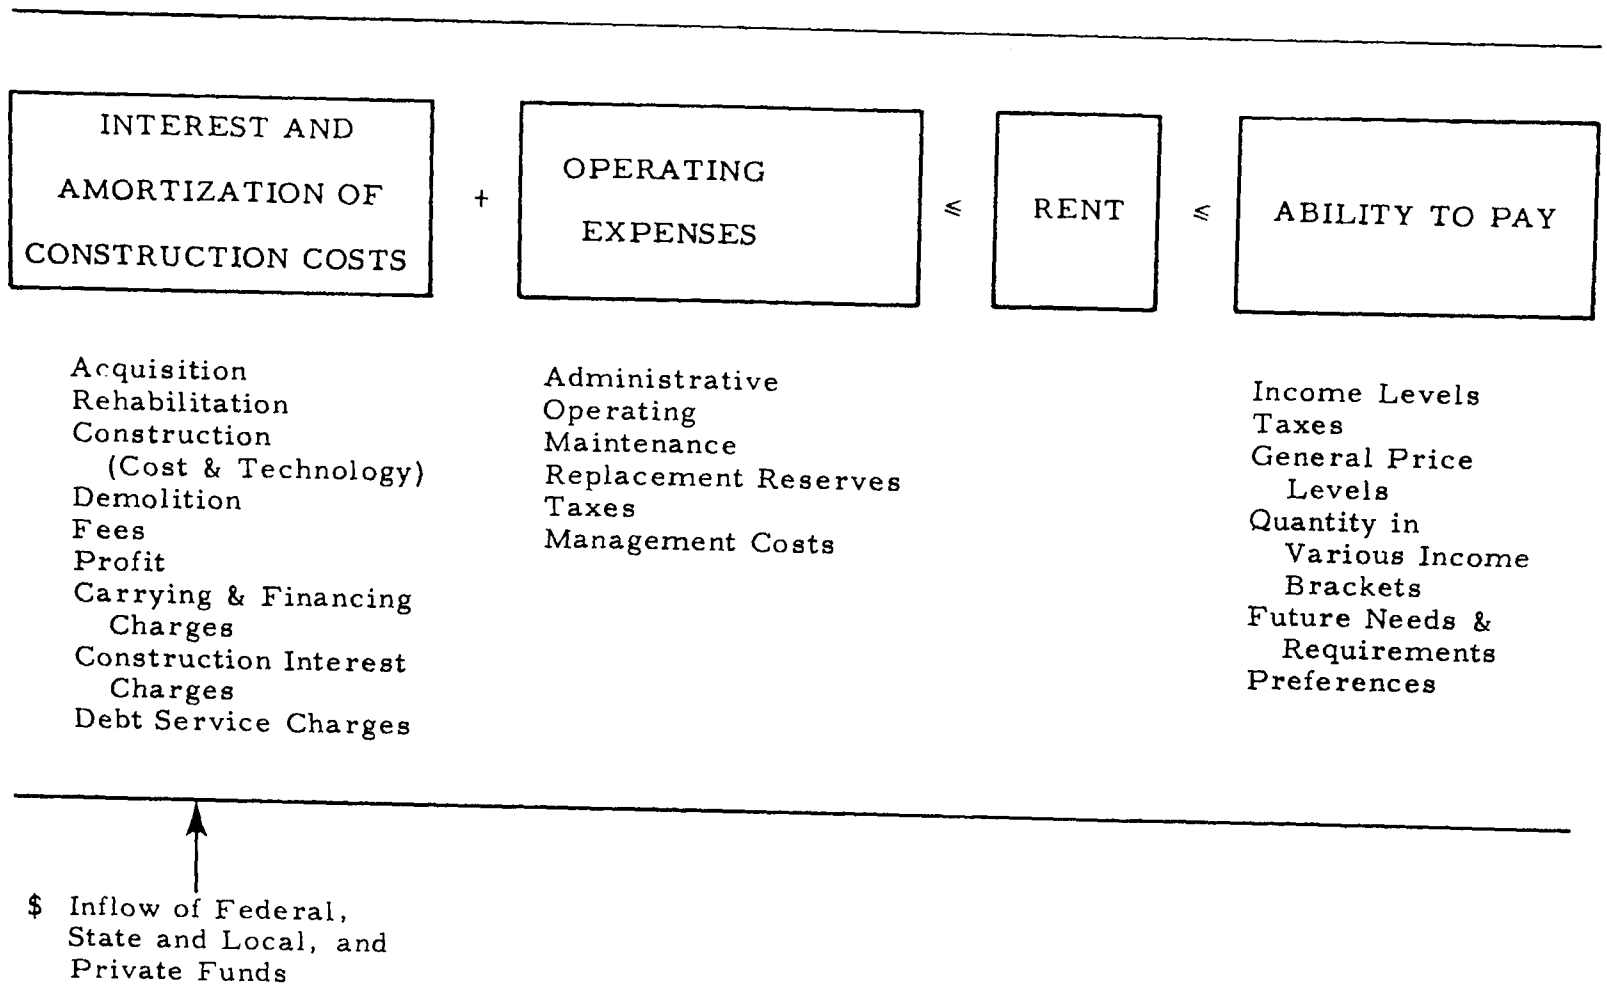 INTEREST AND
AMORTIZATION OF
CONSTRUCTION COSTS
+
OPERATING
EXPENSES
≤
RENT
≤
ABILITY TO PAY
Acquisition
Rehabilitation
Construction
(Cost & Technology)
Demolition
Fees
Profit
Carrying & Financing
Charges
Construction Interest
Charges
Debt Service Charges
Administrative
Operating
Maintenance
Replacement Reserves
Taxes
Management Costs
Income Levels
Taxes
General Price
Levels
Quantity in
Various Income
Brackets
Future Needs &
Requirements
Preferences
$ Inflow of Federal,
State and Local, and
Private Funds